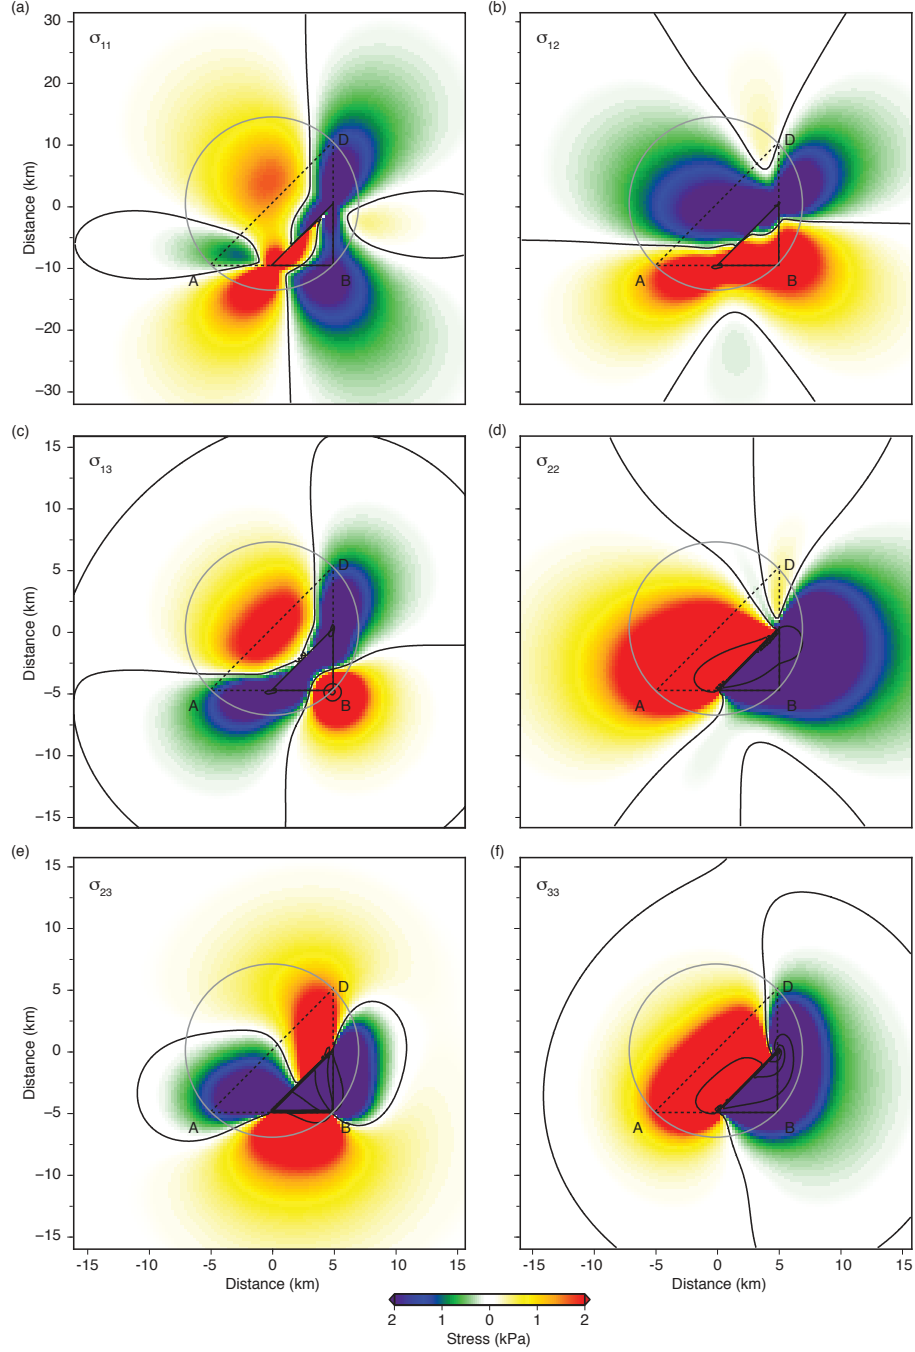 (a)
(b)
σ11
σ12
30
20
10
0
−10
−20
−30
Distance (km)
D
A
B
D
A
B
(c)
(d)
σ13
σ22
15
10
5
0
−5
−10
−15
Distance (km)
D
A
B
D
A
B
(e)
(f)
σ23
σ33
15
10
5
0
−5
−10
−15
Distance (km)
D
A
B
D
A
B
-15 -10 -5 0 5 10 15
-15 -10 -5 0 5 10 15
Distance (km)
Distance (km)
2 1 0 1 2
Stress (kPa)